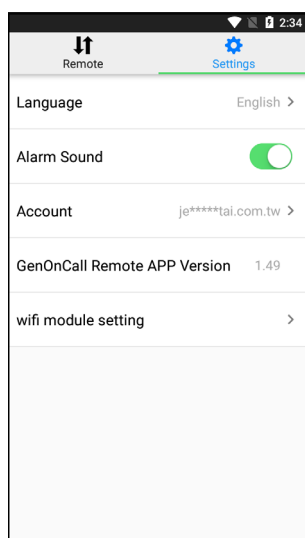 2:34
Remote
Settings
Language English
Alarm Sound
Account je*****tai.com.tw
GenOnCall Remote APP Version 1.49
wifi module setting